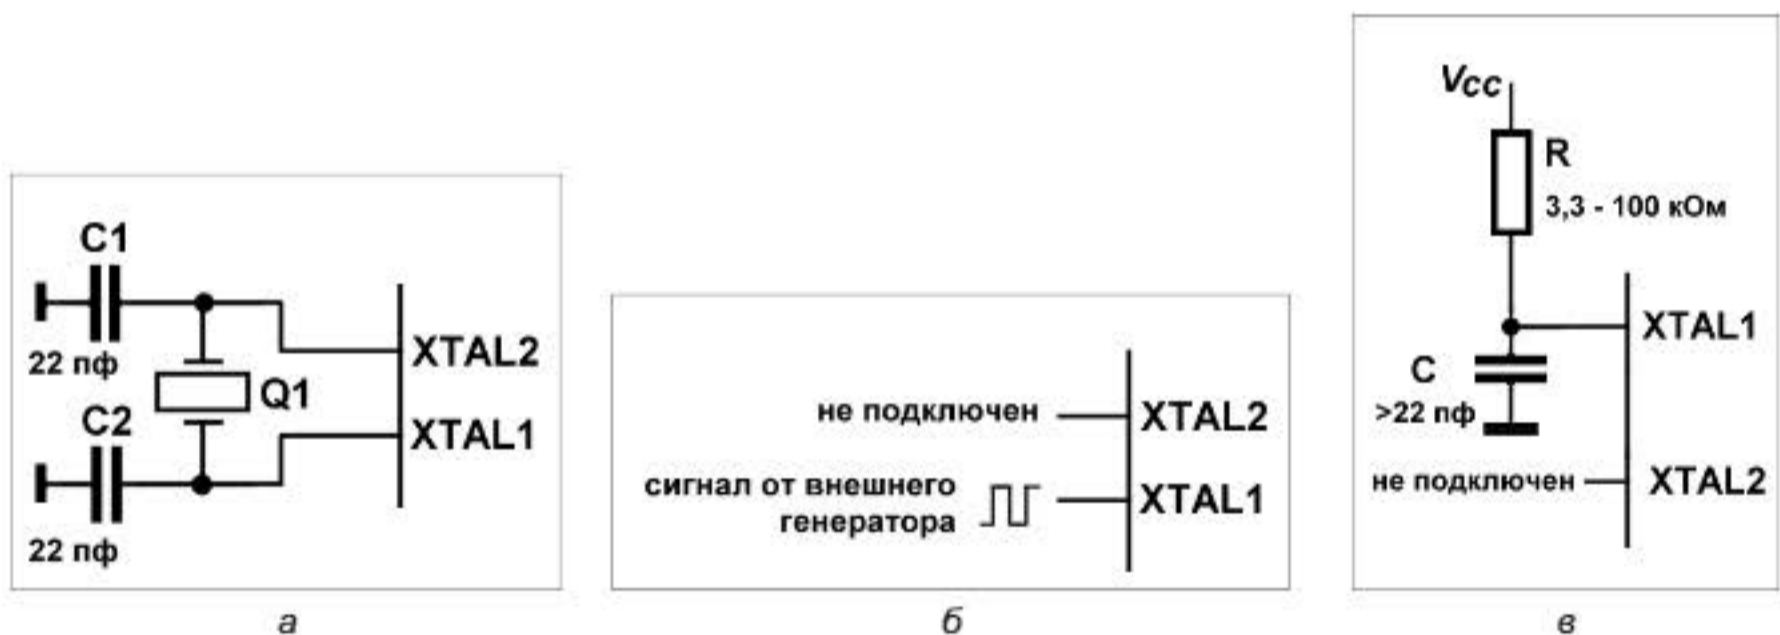 C1
22 пф
XTAL2
Q1
C2
XTAL1
22 пф
а
не подключен
XTAL2
сигнал от внешнего
генератора
XTAL1
б
Vcc
R
3,3 - 100 кОм
XTAL1
C
>22 пф
не подключен
XTAL2
в